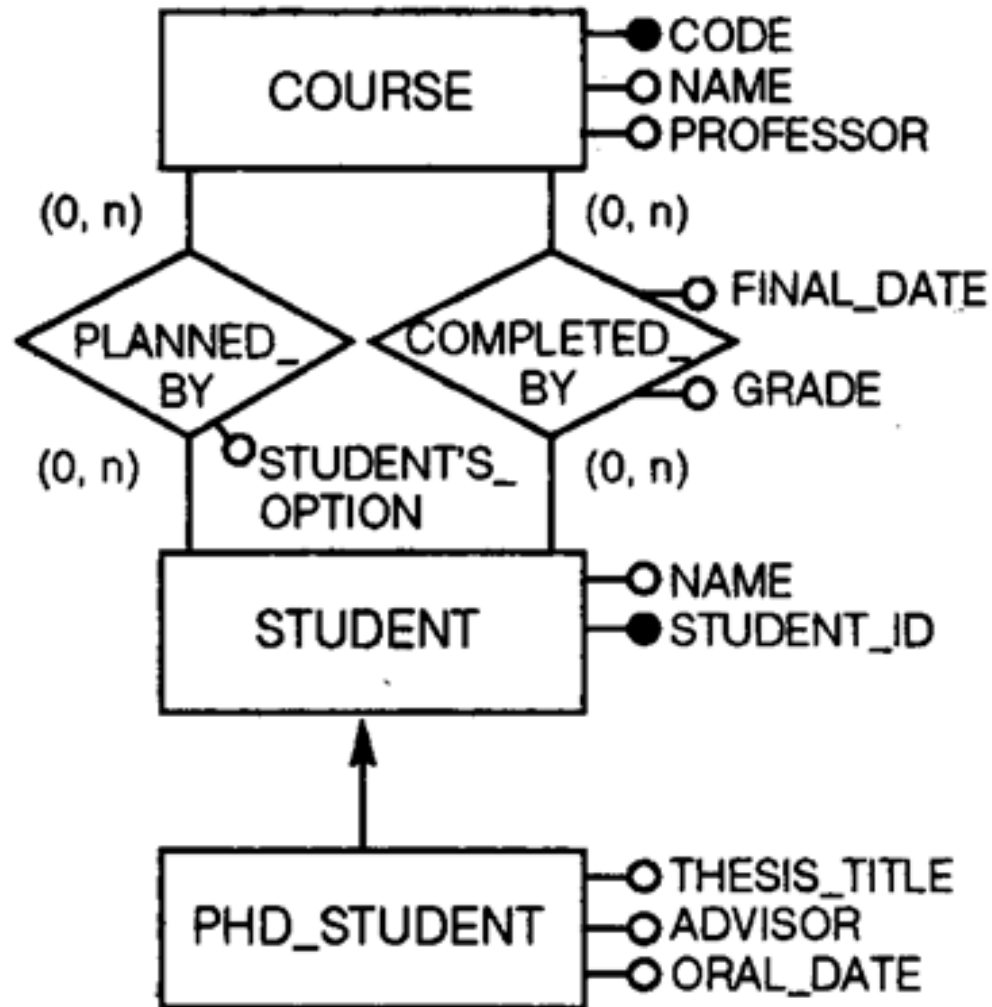 CODE
COURSE
NAME
PROFESSOR
(0, n)
(0, n)
FINAL_DATE
PLANNED_
BY
COMPLETED_
BY
GRADE
(0, n)
STUDENT'S_
OPTION
(0, n)
NAME
STUDENT
STUDENT_ID
THESIS_TITLE
PHD_STUDENT
ADVISOR
ORAL_DATE